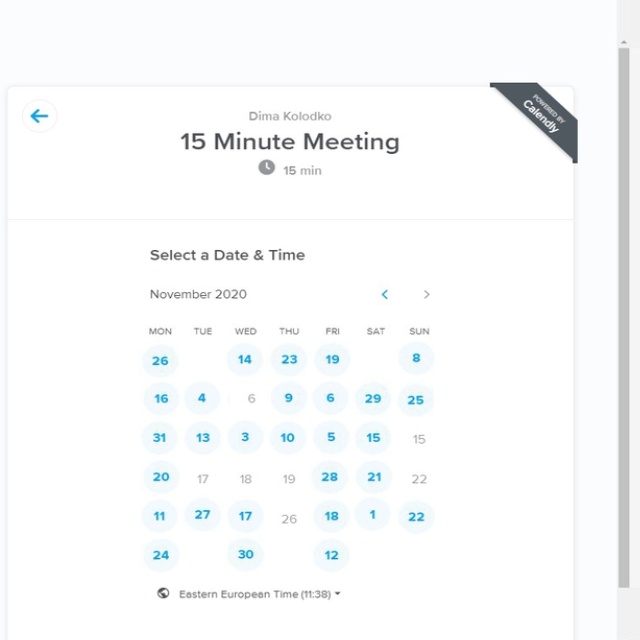 POWERED BY
Calendly
Dima Kolodko
15 Minute Meeting
15 min
Select a Date & Time
November 2020
MON TUE WED THU FRI SAT SUN
26 14 23 19 8
16 4 6 9 6 29 25
31 13 3 10 5 15 15
20 17 18 19 28 21 22
11 27 17 26 18 1 22
24 30 12
Eastern European Time (11:38)